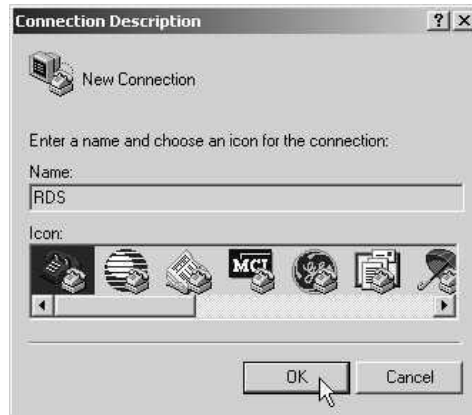 Connection Description
New Connection
Enter a name and choose an icon for the connection:
Name:
RDS
Icon:
MCI
OK
Cancel